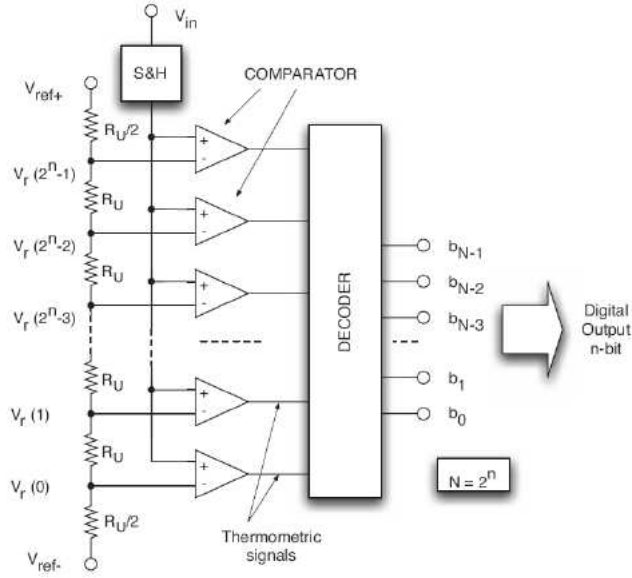 V_in
S&H
COMPARATOR
V_ref+
R_U/2
V_r (2^n-1)
R_U
V_r (2^n-2)
R_U
V_r (2^n-3)
R_U
V_r (1)
R_U
V_r (0)
R_U/2
V_ref-
+
-
+
-
+
-
+
-
+
-
DECODER
Thermometric
signals
b_N-1
b_N-2
b_N-3
b_1
b_0
Digital
Output
n-bit
N = 2^n